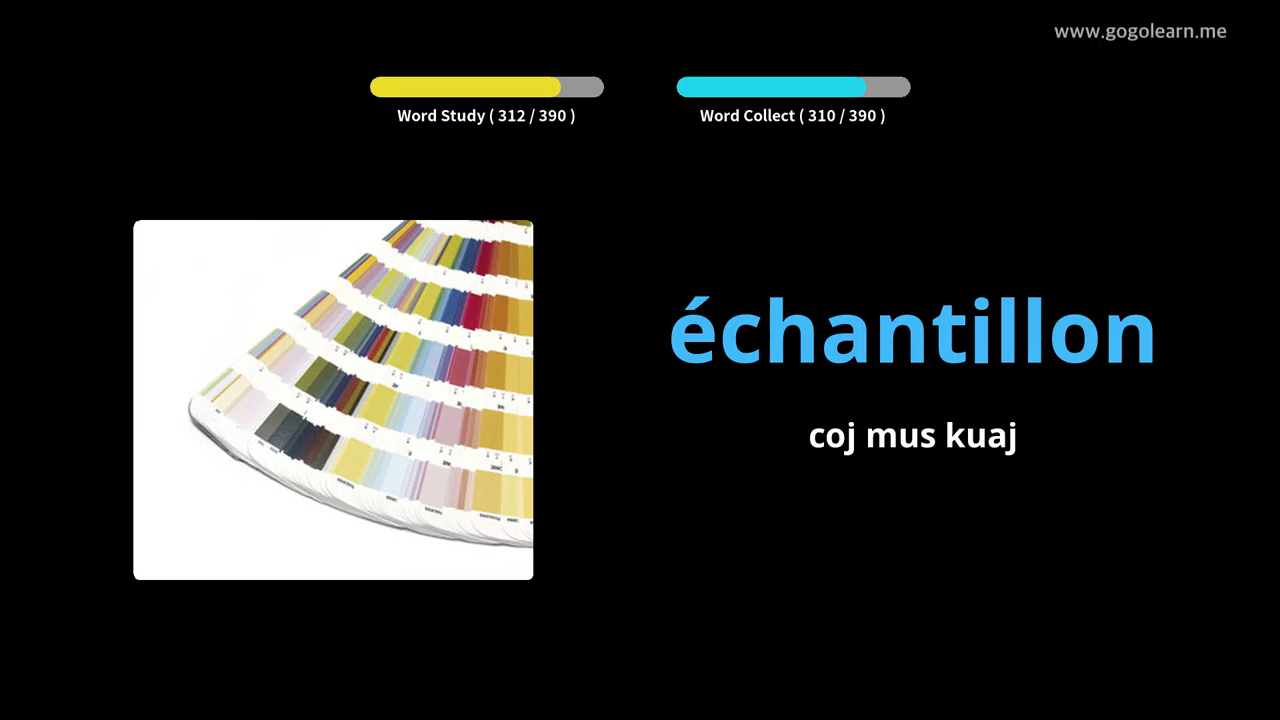 www.gogolearn.me
Word Study ( 312 / 390 )
Word Collect ( 310 / 390 )
échantillon
coj mus kuaj